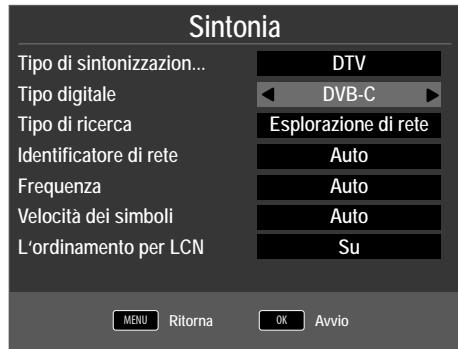 Sintonia
Tipo di sintonizzazion... DTV
Tipo digitale DVB-C
Tipo di ricerca Esplorazione di rete
Identificatore di rete Auto
Frequenza Auto
Velocità dei simboli Auto
L‘ordinamento per LCN Su
MENU Ritorna OK Avvio